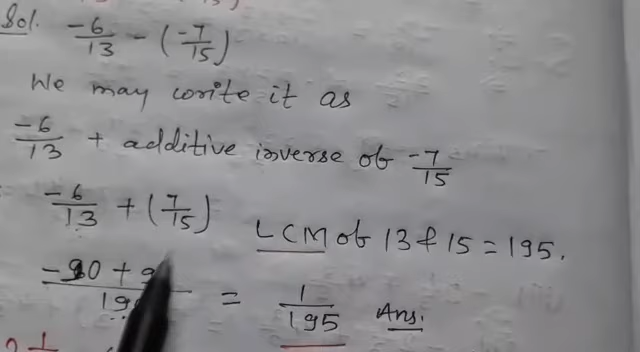 Sol. -6/13 - (-7/15)
We may write it as
-6/13 + additive inverse of -7/15
-6/13 + (7/15) LCM of 13 & 15 = 195.
-90 + = 1/195 Ans.